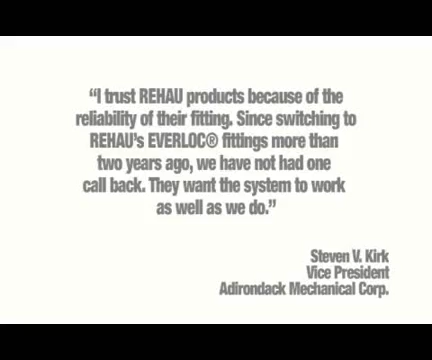 “I trust REHAU products because of the
reliability of their fitting. Since switching to
REHAU’s EVERLOC® fittings more than
two years ago, we have not had one
call back. They want the system to work
as well as we do.”
Steven V. Kirk
Vice President
Adirondack Mechanical Corp.